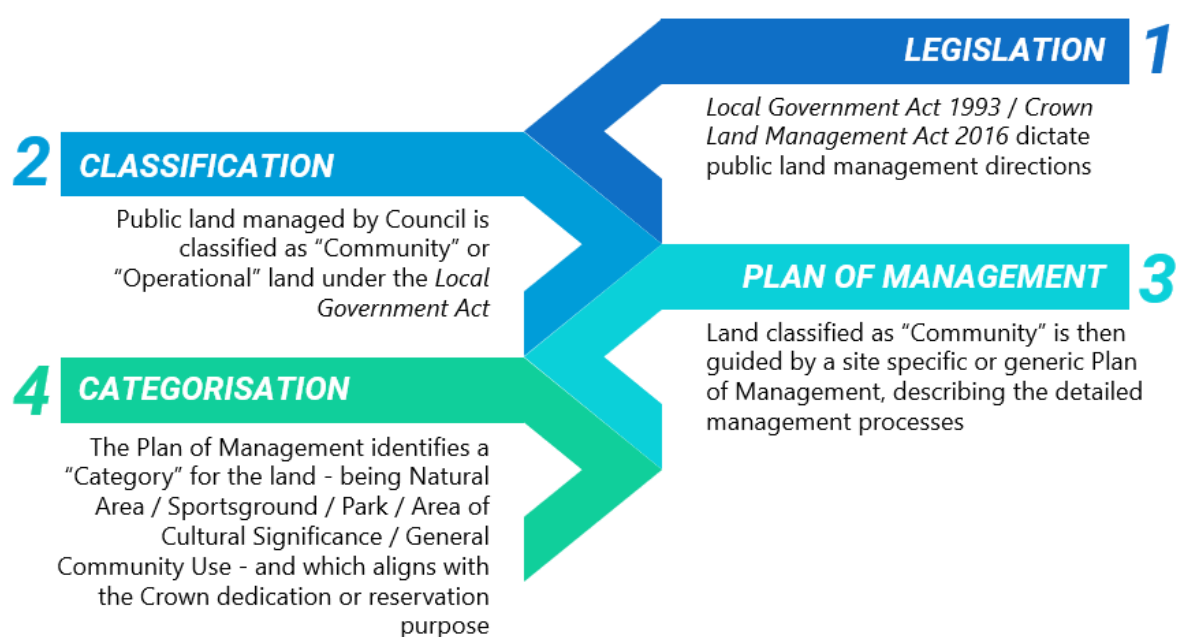 LEGISLATION 1
Local Government Act 1993 / Crown
Land Management Act 2016 dictate
public land management directions
2 CLASSIFICATION
Public land managed by Council is
classified as “Community” or
“Operational” land under the Local
Government Act
PLAN OF MANAGEMENT 3
Land classified as “Community” is then
guided by a site specific or generic Plan
of Management, describing the detailed
management processes
4 CATEGORISATION
The Plan of Management identifies a
“Category” for the land - being Natural
Area / Sportsground / Park / Area of
Cultural Significance / General
Community Use - and which aligns with
the Crown dedication or reservation
purpose